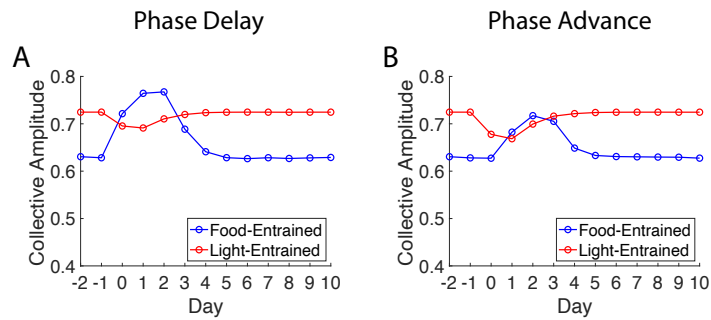 Phase Delay
Phase Advance
A
B
Collective Amplitude
0.8
0.7
0.6
0.5
0.4
-2 -1 0 1 2 3 4 5 6 7 8 9 10
Day
Food-Entrained
Light-Entrained
Collective Amplitude
0.8
0.7
0.6
0.5
0.4
-2 -1 0 1 2 3 4 5 6 7 8 9 10
Day
Food-Entrained
Light-Entrained